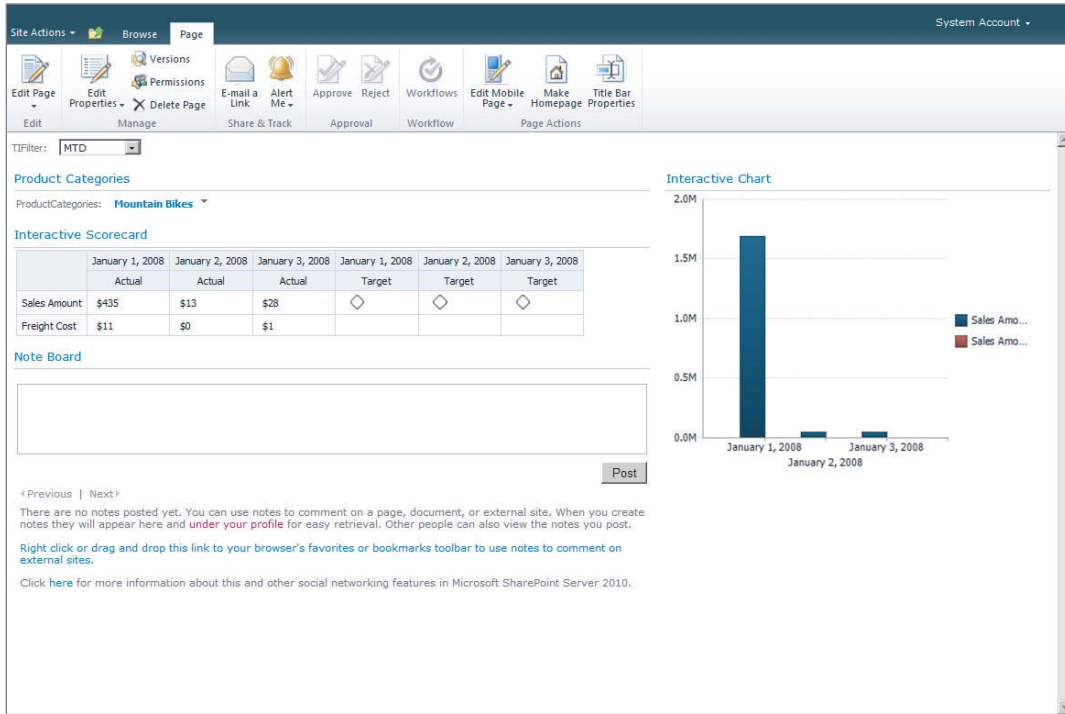 System Account
Site Actions Browse Page
Versions
Permissions
Delete Page
Edit Page
Edit Properties
E-mail a Link
Alert Me
Approve Reject
Workflows
Edit Mobile Page
Make Homepage
Title Bar Properties
Edit Manage Share & Track Approval Workflow Page Actions
TIFilter: MTD
Product Categories
ProductCategories: Mountain Bikes
Interactive Scorecard
January 1, 2008 January 2, 2008 January 3, 2008 January 1, 2008 January 2, 2008 January 3, 2008
Actual Actual Actual Target Target Target
Sales Amount $435 $13 $28
Freight Cost $11 $0 $1
Note Board
Post
Previous | Next
There are no notes posted yet. You can use notes to comment on a page, document, or external site. When you create
notes they will appear here and under your profile for easy retrieval. Other people can also view the notes you post.
Right click or drag and drop this link to your browser's favorites or bookmarks toolbar to use notes to comment on
external sites.
Click here for more information about this and other social networking features in Microsoft SharePoint Server 2010.
Interactive Chart
2.0M
1.5M
1.0M
0.5M
0.0M
January 1, 2008 January 3, 2008
January 2, 2008
Sales Amo...
Sales Amo...